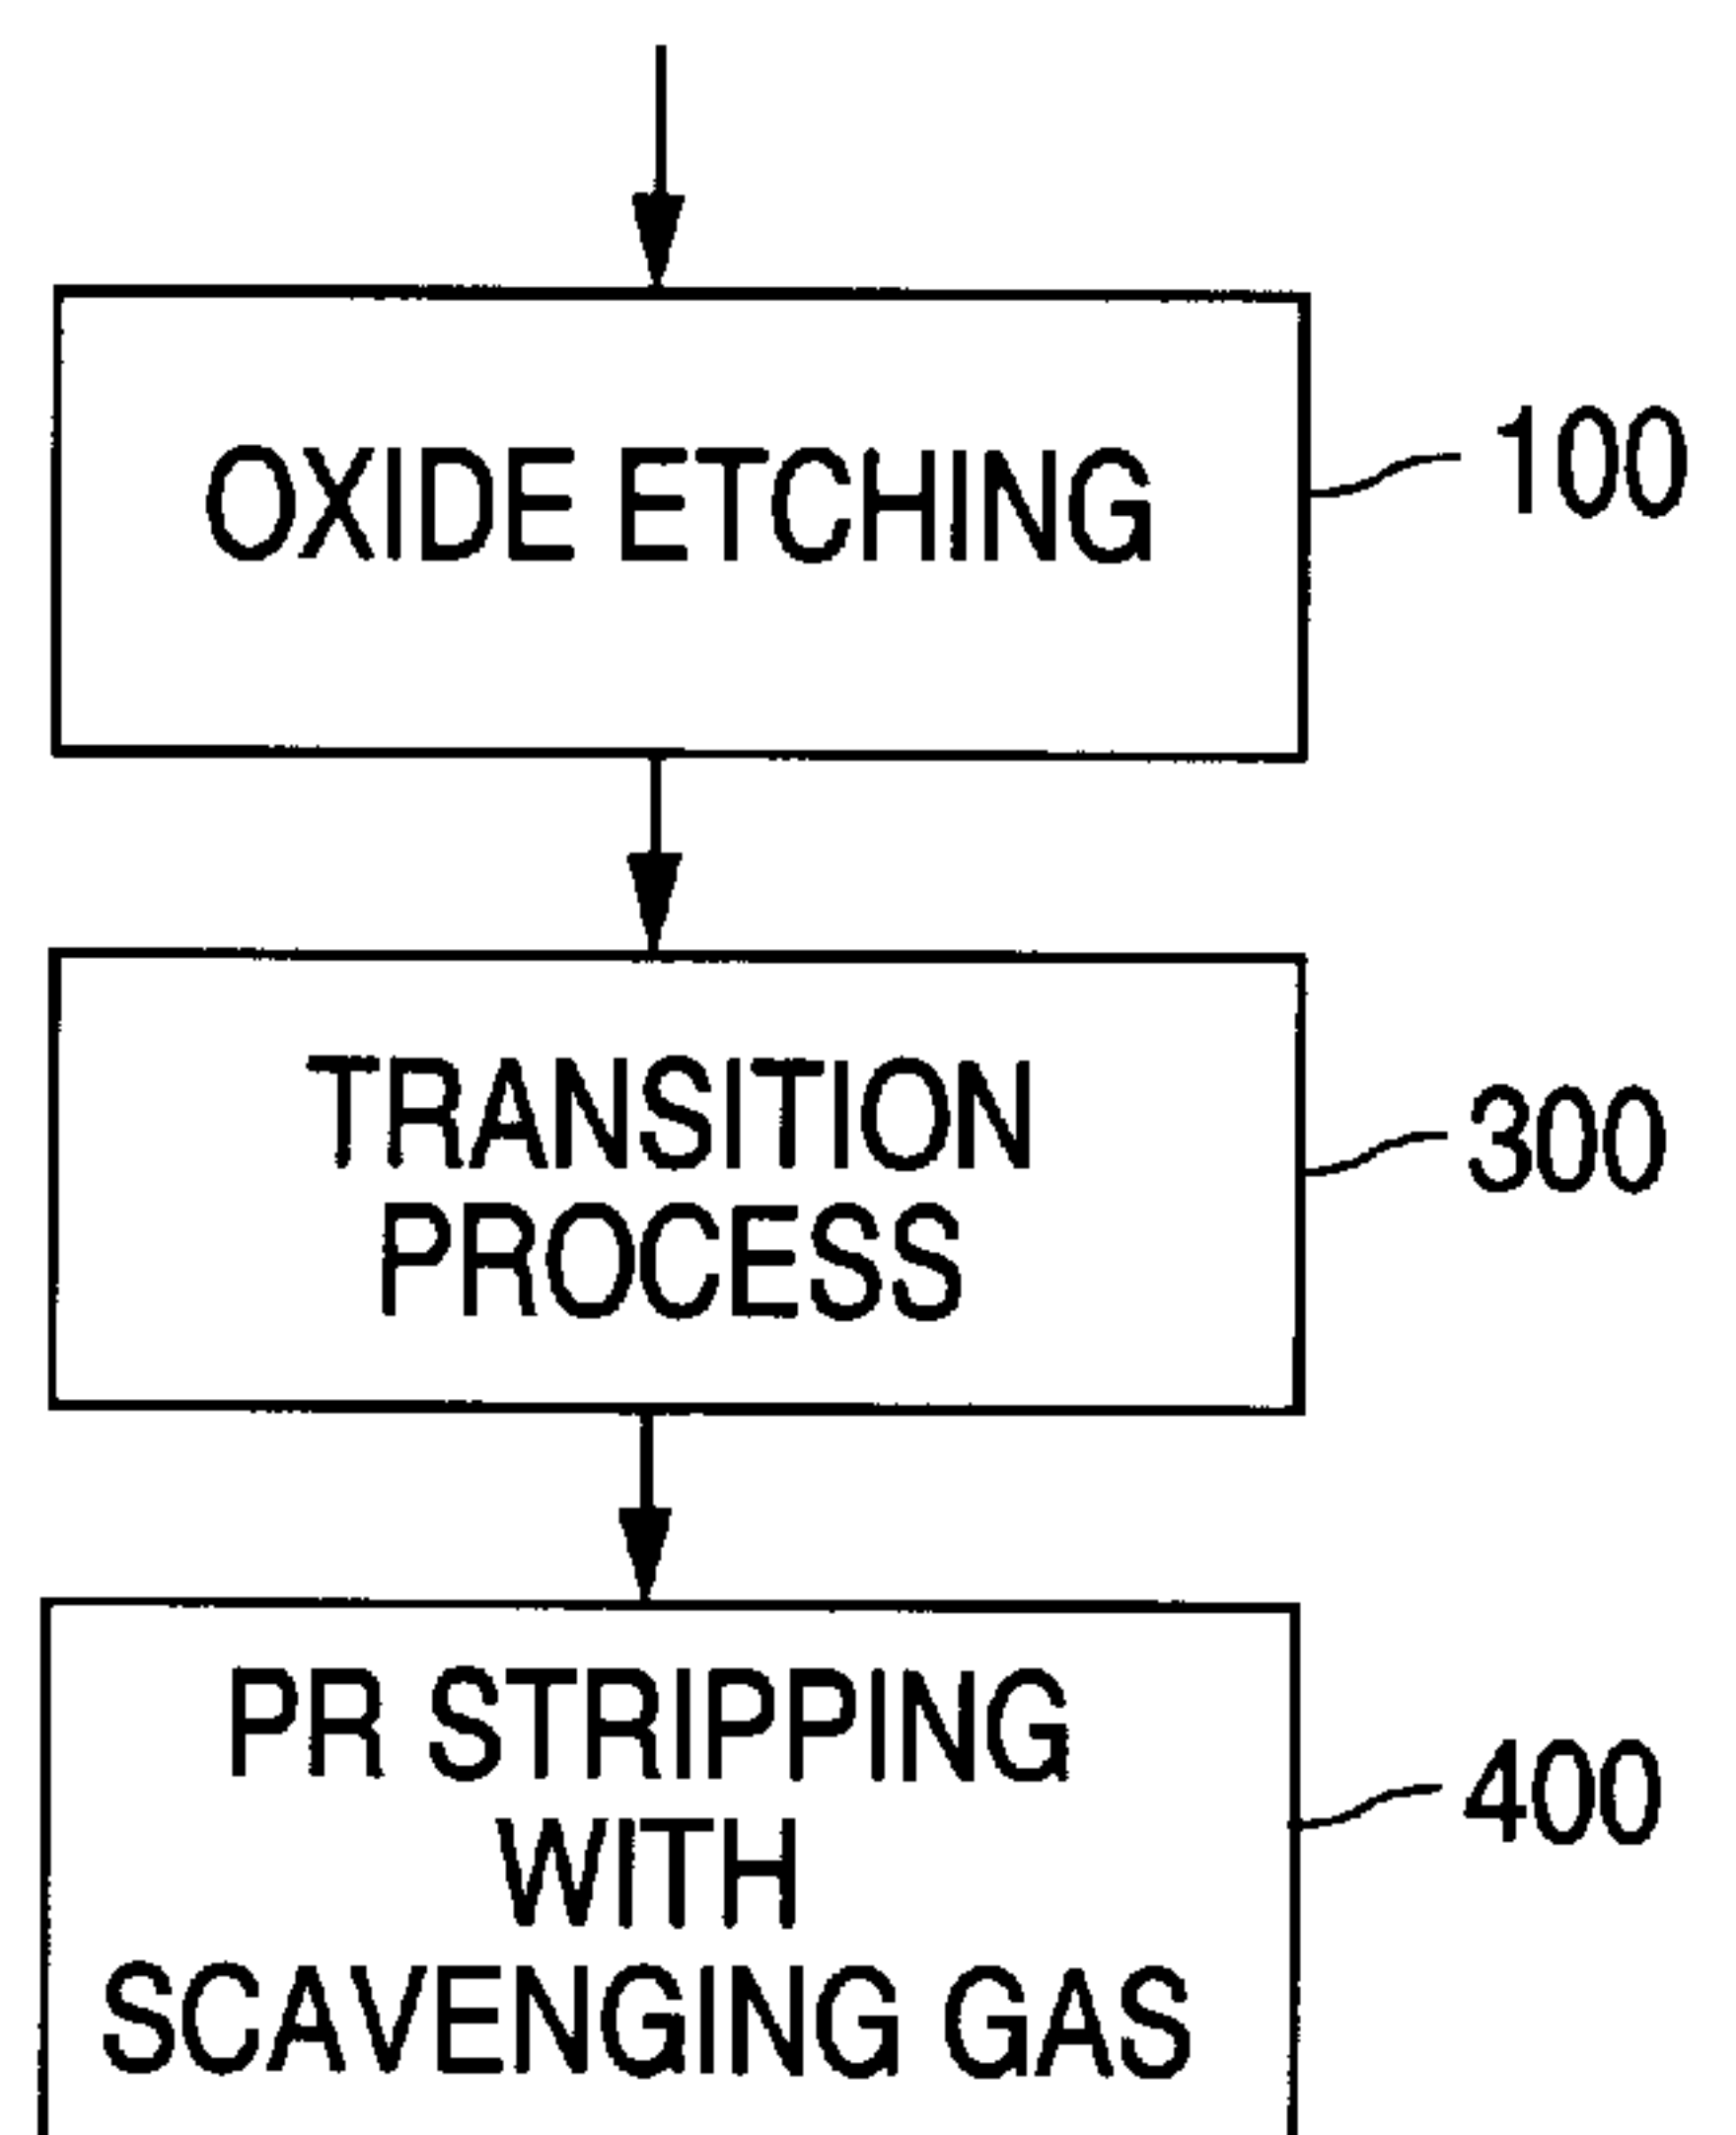 OXIDE ETCHING
100
TRANSITION
PROCESS
300
PR STRIPPING
WITH
SCAVENGING GAS
400